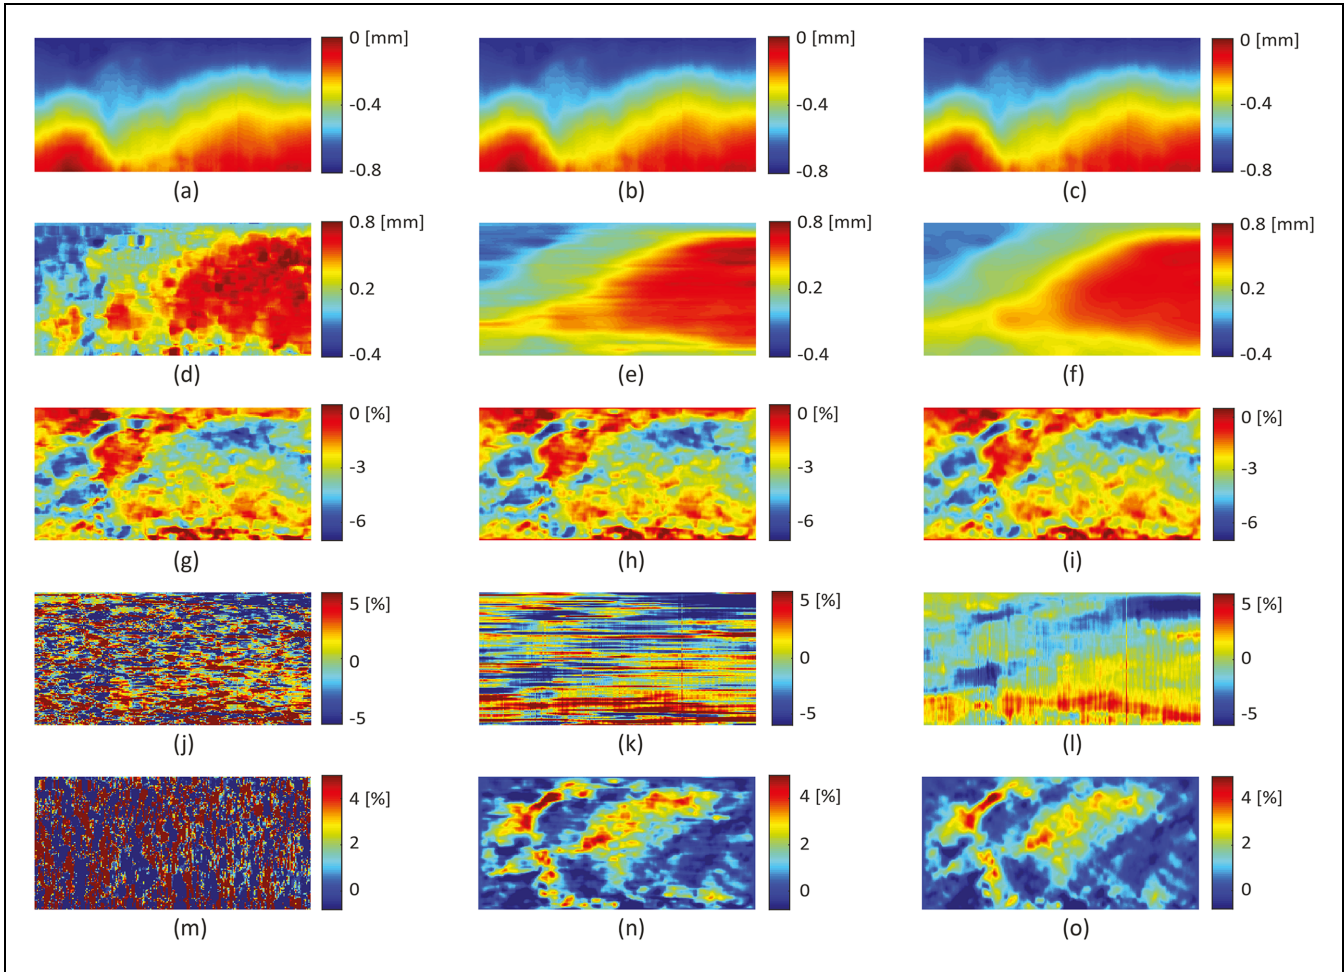 0 [mm] 0 [mm] 0 [mm]
-0.4 -0.4 -0.4
-0.8 -0.8 -0.8
(a) (b) (c)
0.8 [mm] 0.8 [mm] 0.8 [mm]
0.2 0.2 0.2
-0.4 -0.4 -0.4
(d) (e) (f)
0 [%] 0 [%] 0 [%]
-3 -3 -3
-6 -6 -6
(g) (h) (i)
5 [%] 5 [%] 5 [%]
0 0 0
-5 -5 -5
(j) (k) (l)
4 [%] 4 [%] 4 [%]
2 2 2
0 0 0
(m) (n) (o)